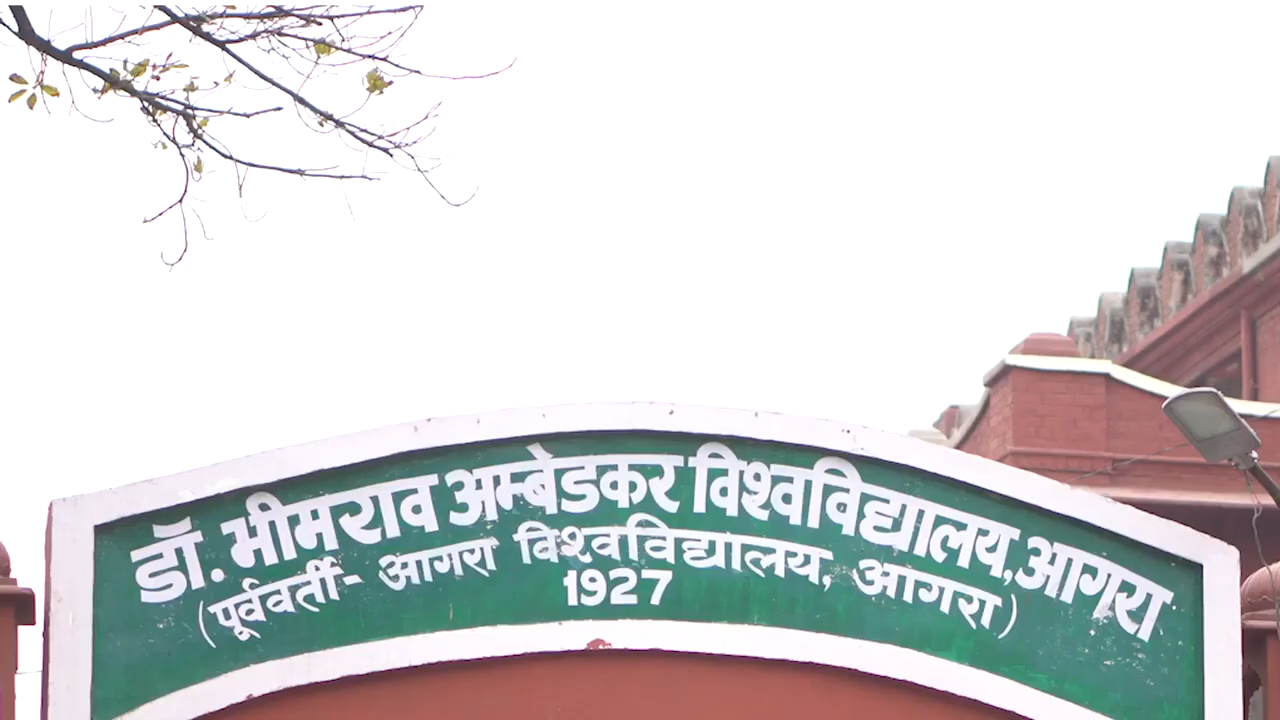 डॉ. भीमराव अम्बेडकर विश्वविद्यालय, आगरा
(पूर्ववर्ती- आगरा विश्वविद्यालय, आगरा)
1927